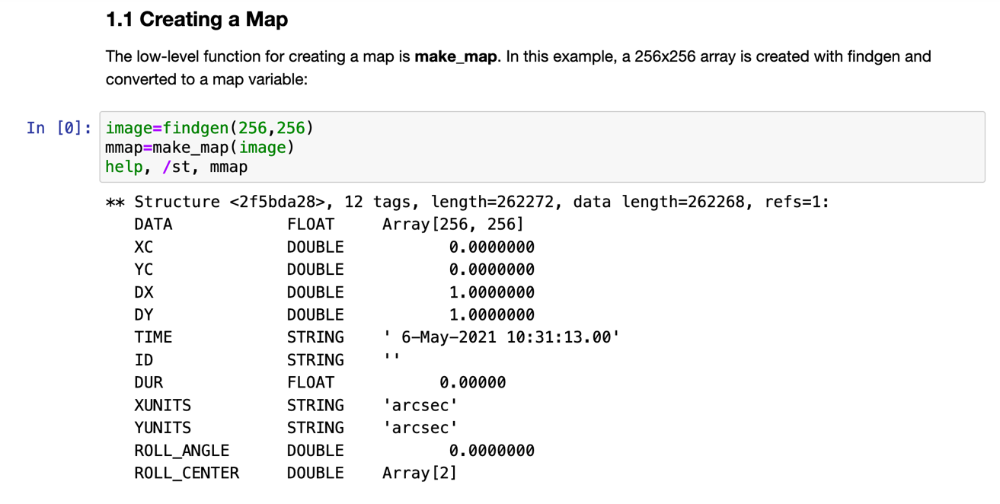 1.1 Creating a Map
The low-level function for creating a map is make_map. In this example, a 256x256 array is created with findgen and
converted to a map variable:
In [0]: image=findgen(256,256)
mmap=make_map(image)
help, /st, mmap
** Structure <2f5bda28>, 12 tags, length=262272, data length=262268, refs=1:
DATA FLOAT Array[256, 256]
XC DOUBLE 0.0000000
YC DOUBLE 0.0000000
DX DOUBLE 1.0000000
DY DOUBLE 1.0000000
TIME STRING ' 6-May-2021 10:31:13.00'
ID STRING ''
DUR FLOAT 0.00000
XUNITS STRING 'arcsec'
YUNITS STRING 'arcsec'
ROLL_ANGLE DOUBLE 0.0000000
ROLL_CENTER DOUBLE Array[2]